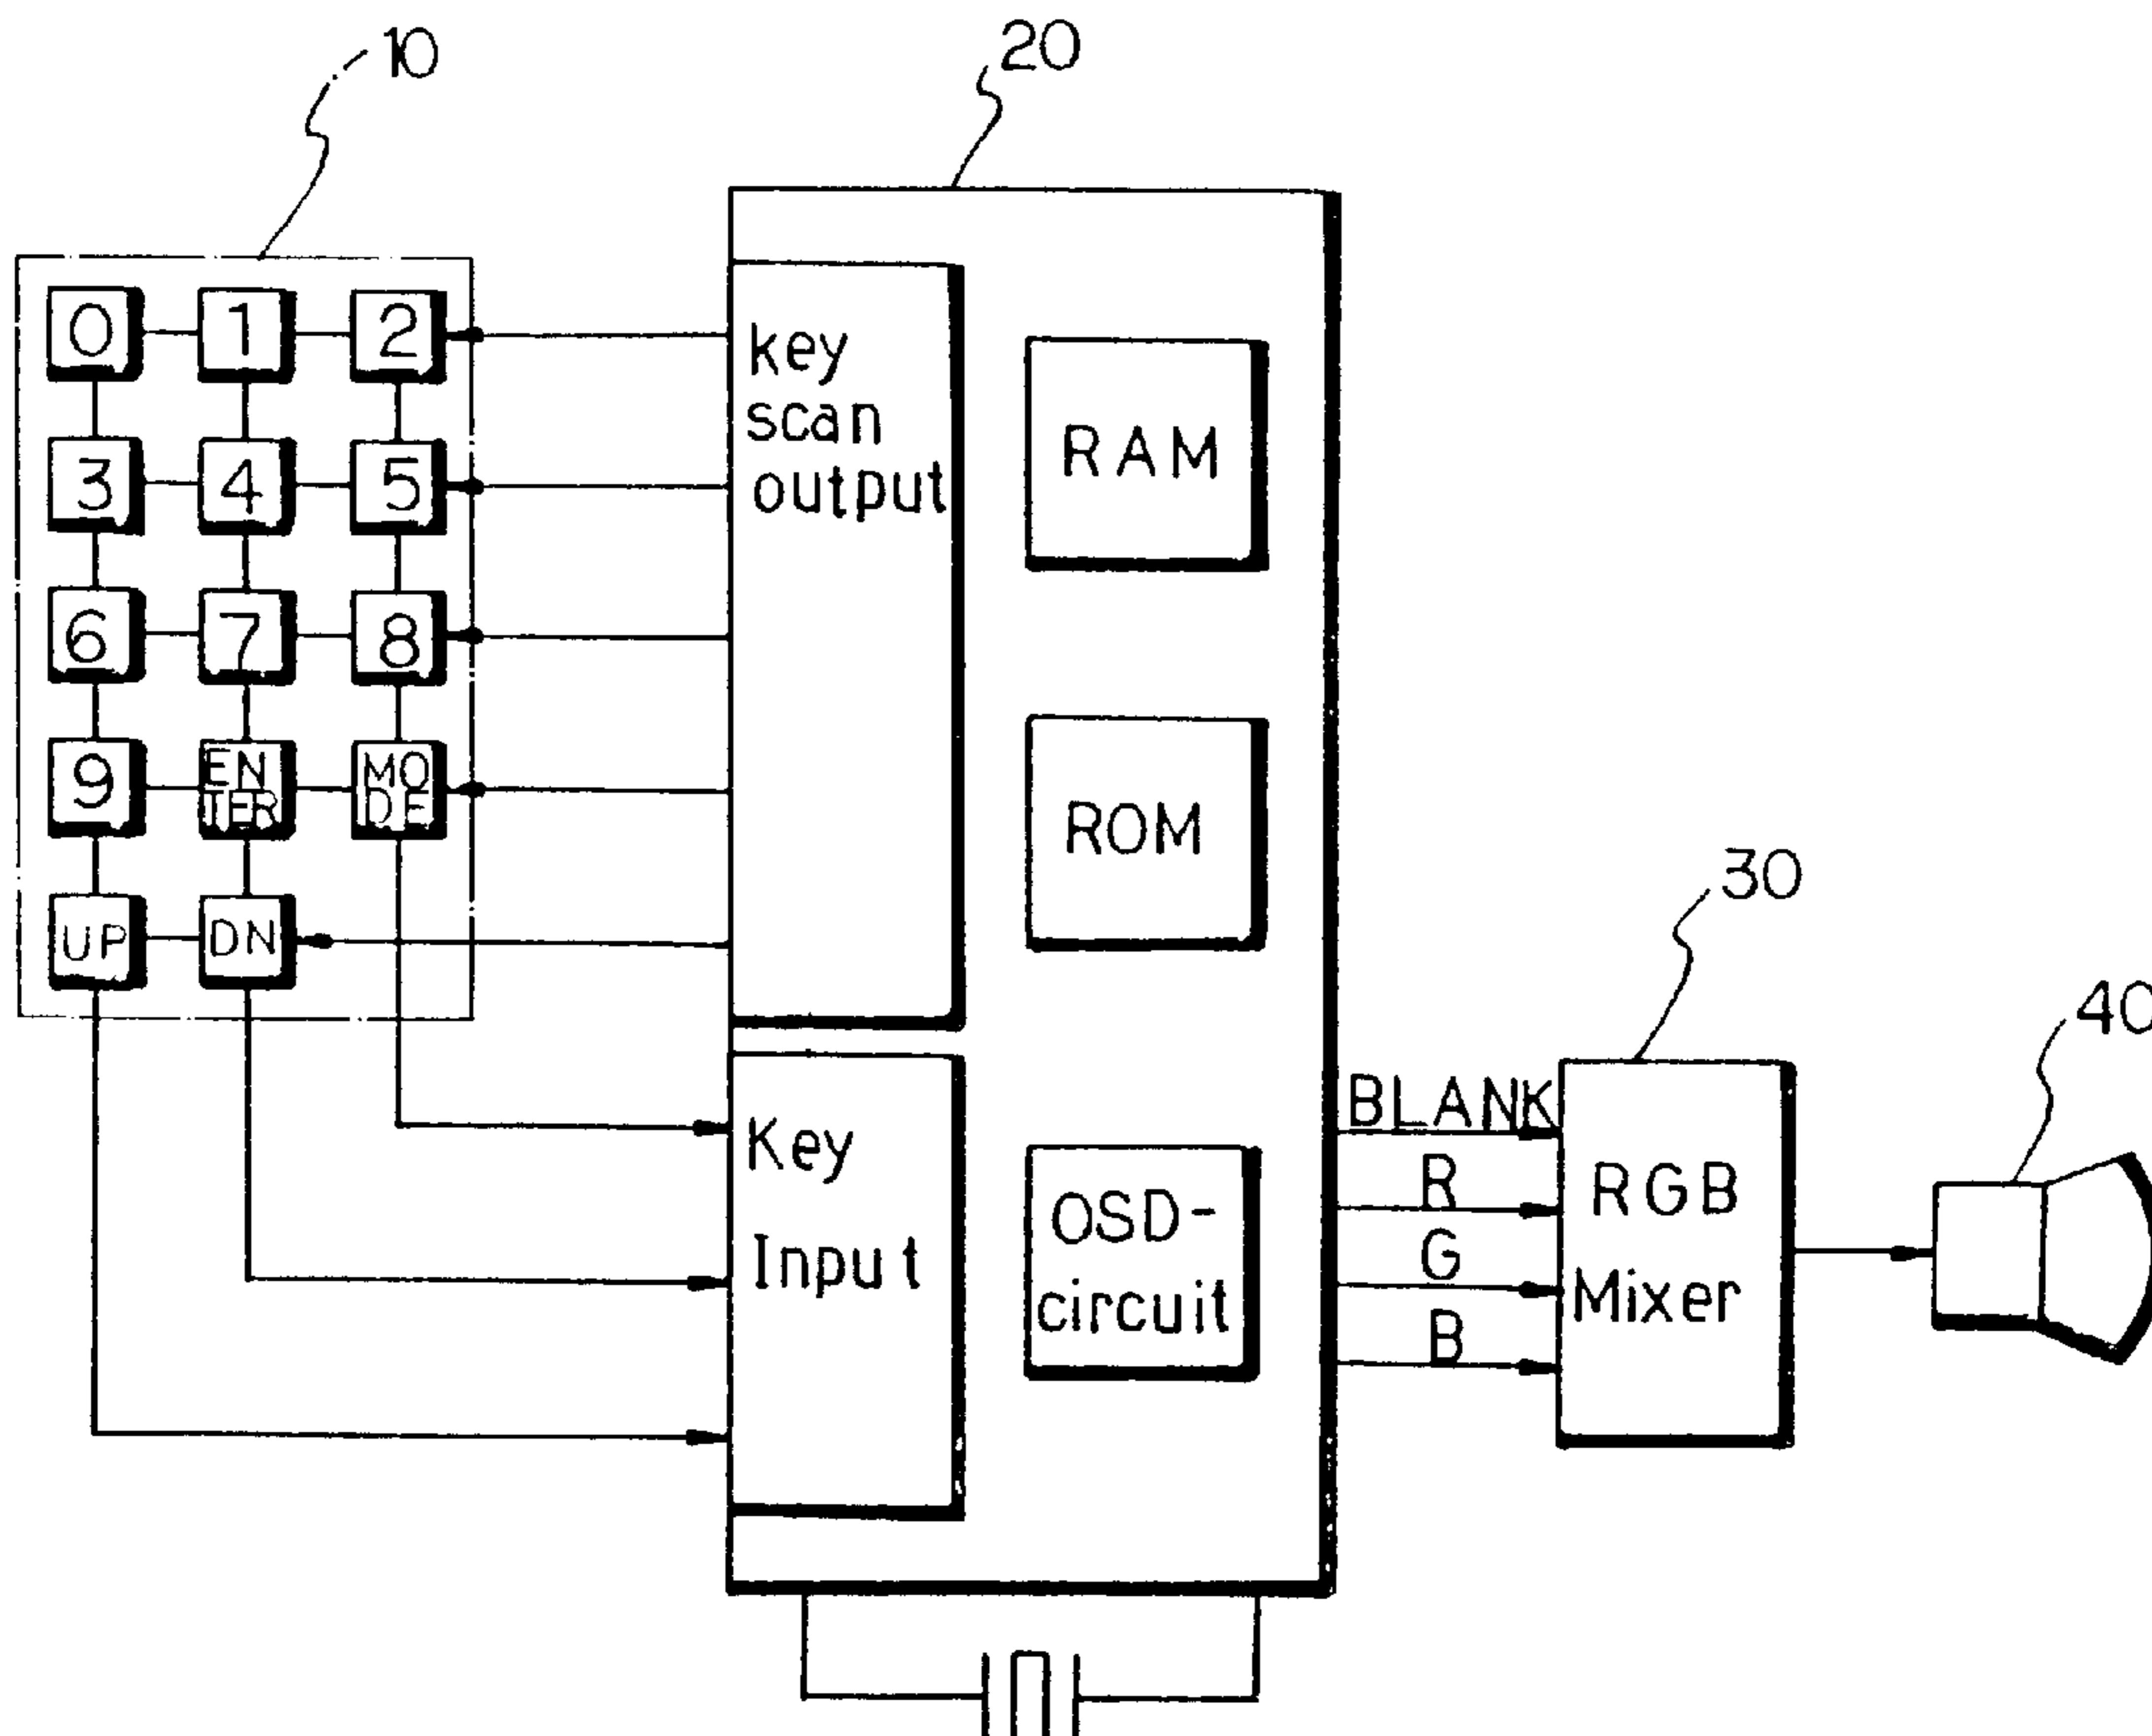 10
20
0 1 2
3 4 5
6 7 8
9 EN
TER MO
DE
UP DN
key
scan
output
RAM
ROM
Key
Input
OSD-
circuit
BLANK
R
G
B
30
RGB
Mixer
40